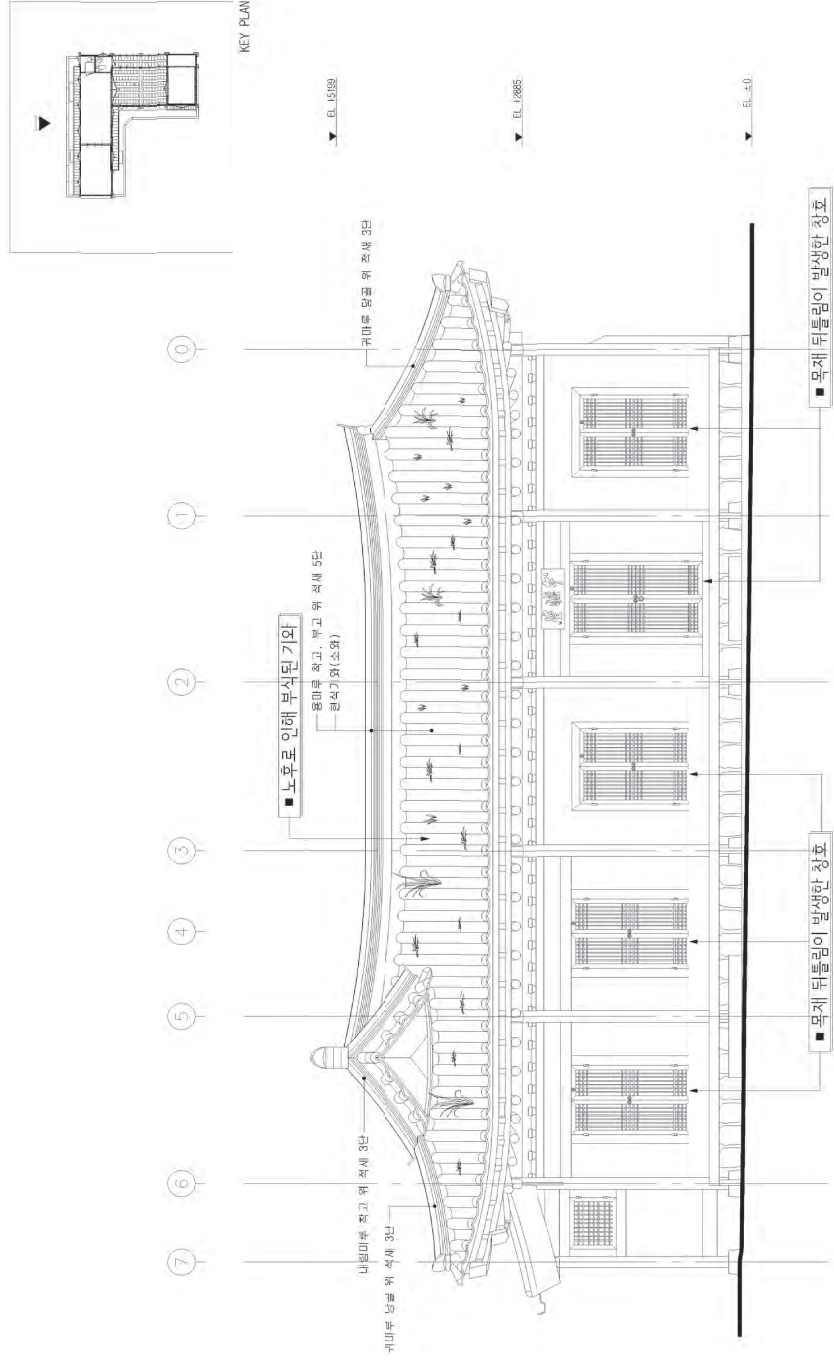 KEY PLAN
7
6
5
4
3
2
1
0
EL +5199
EL +2885
EL ±0
■ 노후로 인해 부식된 기와
용마루 착고, 부고 위 적새 5단
한식기와(소와)
귀마루 당골 위 적새 3단
내림마루 착고 위 적새 3단
귀마루 당골 위 적새 3단
■ 목재 뒤틀림이 발생한 창호
■ 목재 뒤틀림이 발생한 창호